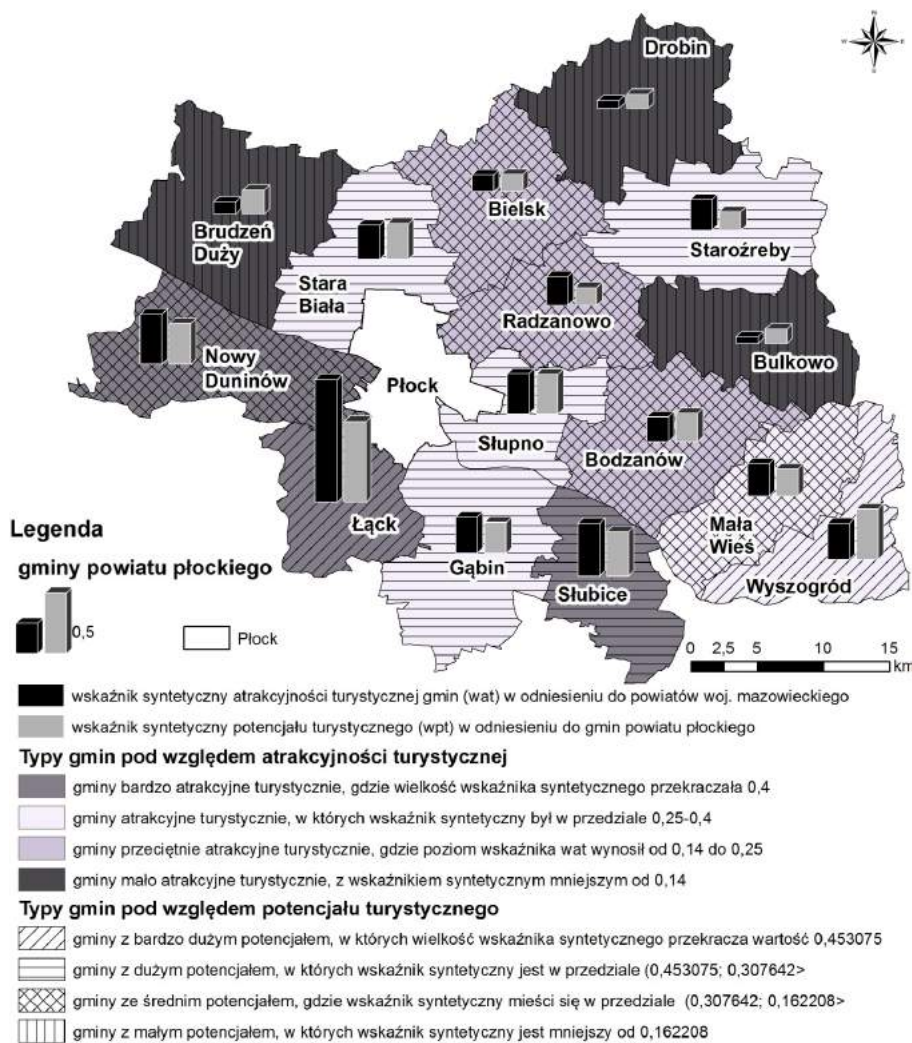 N
W
E
S
Drobin
Bielsk
Brudzeń
Duży
Staroźreby
Stara
Biała
Radzanowo
Nowy
Duninów
Bulkowo
Płock
Słupno
Bodzanów
Łąck
Mała
Wieś
Gąbin
Wyszogród
Słubice
Legenda
gminy powiatu płockiego
0,5
Płock
0 2,5 5 10 15
km
wskaźnik syntetyczny atrakcyjności turystycznej gmin (wat) w odniesieniu do powiatów woj. mazowieckiego
wskaźnik syntetyczny potencjału turystycznego (wpt) w odniesieniu do gmin powiatu płockiego
Typy gmin pod względem atrakcyjności turystycznej
gminy bardzo atrakcyjne turystycznie, gdzie wielkość wskaźnika syntetycznego przekraczała 0,4
gminy atrakcyjne turystycznie, w których wskaźnik syntetyczny był w przedziale 0,25-0,4
gminy przeciętnie atrakcyjne turystycznie, gdzie poziom wskaźnika wat wynosił od 0,14 do 0,25
gminy mało atrakcyjne turystycznie, z wskaźnikiem syntetycznym mniejszym od 0,14
Typy gmin pod względem potencjału turystycznego
gminy z bardzo dużym potencjałem, w których wielkość wskaźnika syntetycznego przekracza wartość 0,453075
gminy z dużym potencjałem, w których wskaźnik syntetyczny jest w przedziale (0,453075; 0,307642>
gminy ze średnim potencjałem, gdzie wskaźnik syntetyczny mieści się w przedziale (0,307642; 0,162208>
gminy z małym potencjałem, w których wskaźnik syntetyczny jest mniejszy od 0,162208